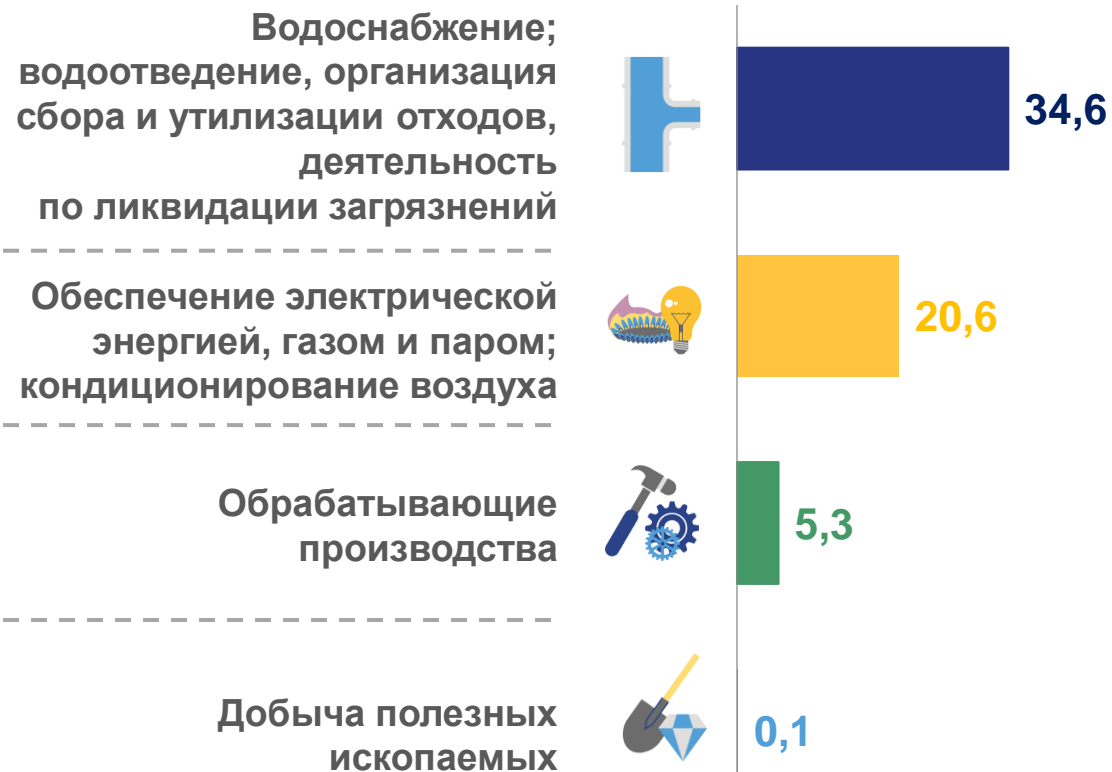 Водоснабжение;
водоотведение, организация
сбора и утилизации отходов,
деятельность
по ликвидации загрязнений
34,6
Обеспечение электрической
энергией, газом и паром;
кондиционирование воздуха
20,6
Обрабатывающие
производства
5,3
Добыча полезных
ископаемых
0,1